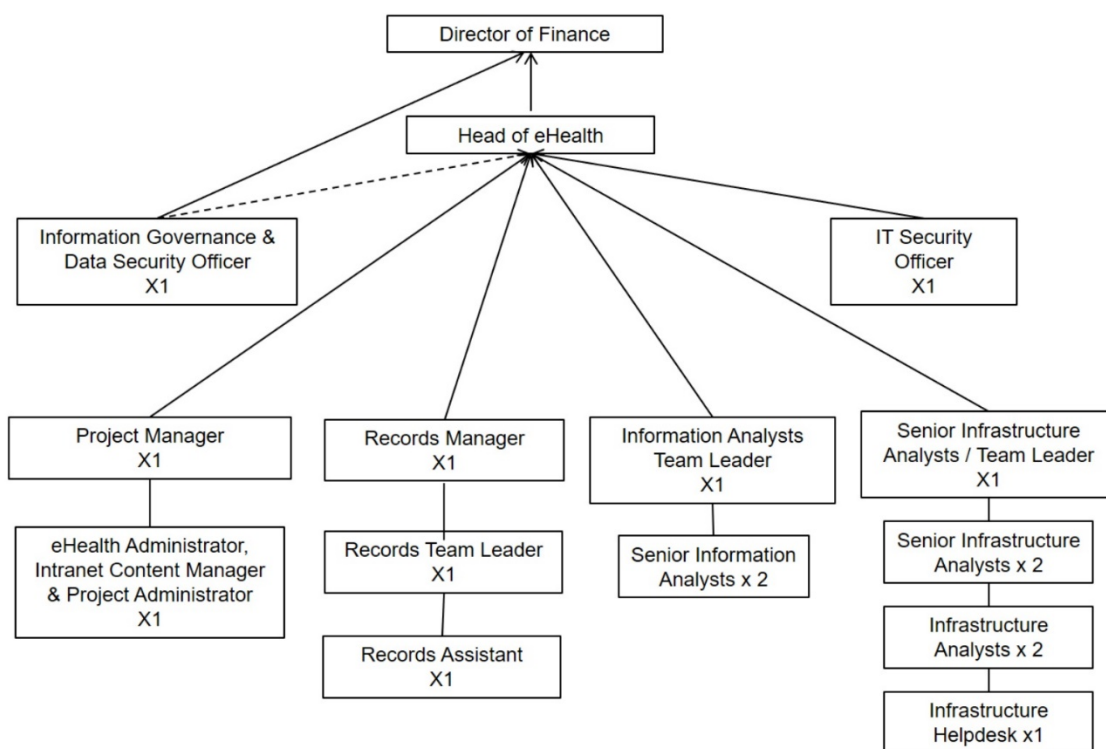 Director of Finance
Head of eHealth
Information Governance &
Data Security Officer
X1
IT Security
Officer
X1
Project Manager
X1
Records Manager
X1
Information Analysts
Team Leader
X1
Senior Infrastructure
Analysts / Team Leader
X1
eHealth Administrator,
Intranet Content Manager
& Project Administrator
X1
Records Team Leader
X1
Senior Information
Analysts x 2
Senior Infrastructure
Analysts x 2
Records Assistant
X1
Infrastructure
Analysts x 2
Infrastructure
Helpdesk x1